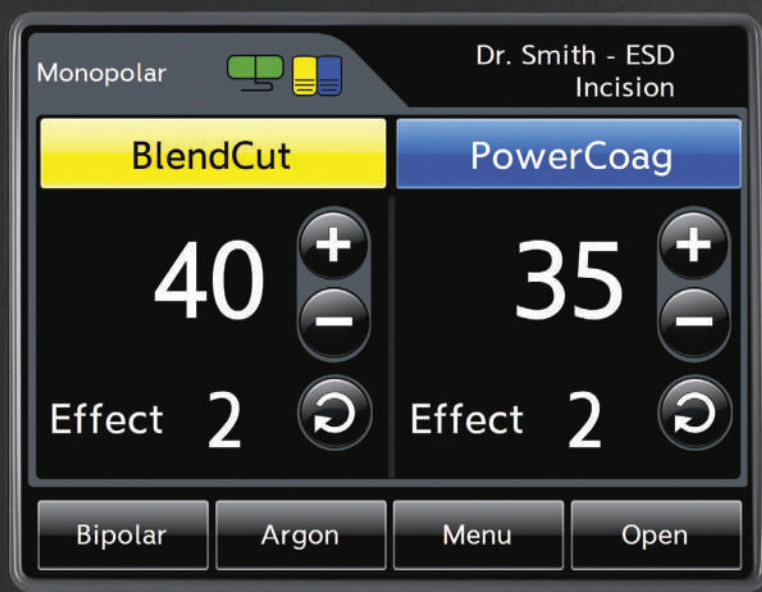 Monopolar
Dr. Smith - ESD
Incision
BlendCut
PowerCoag
40
+
-
35
+
-
Effect 2
Effect 2
Bipolar
Argon
Menu
Open